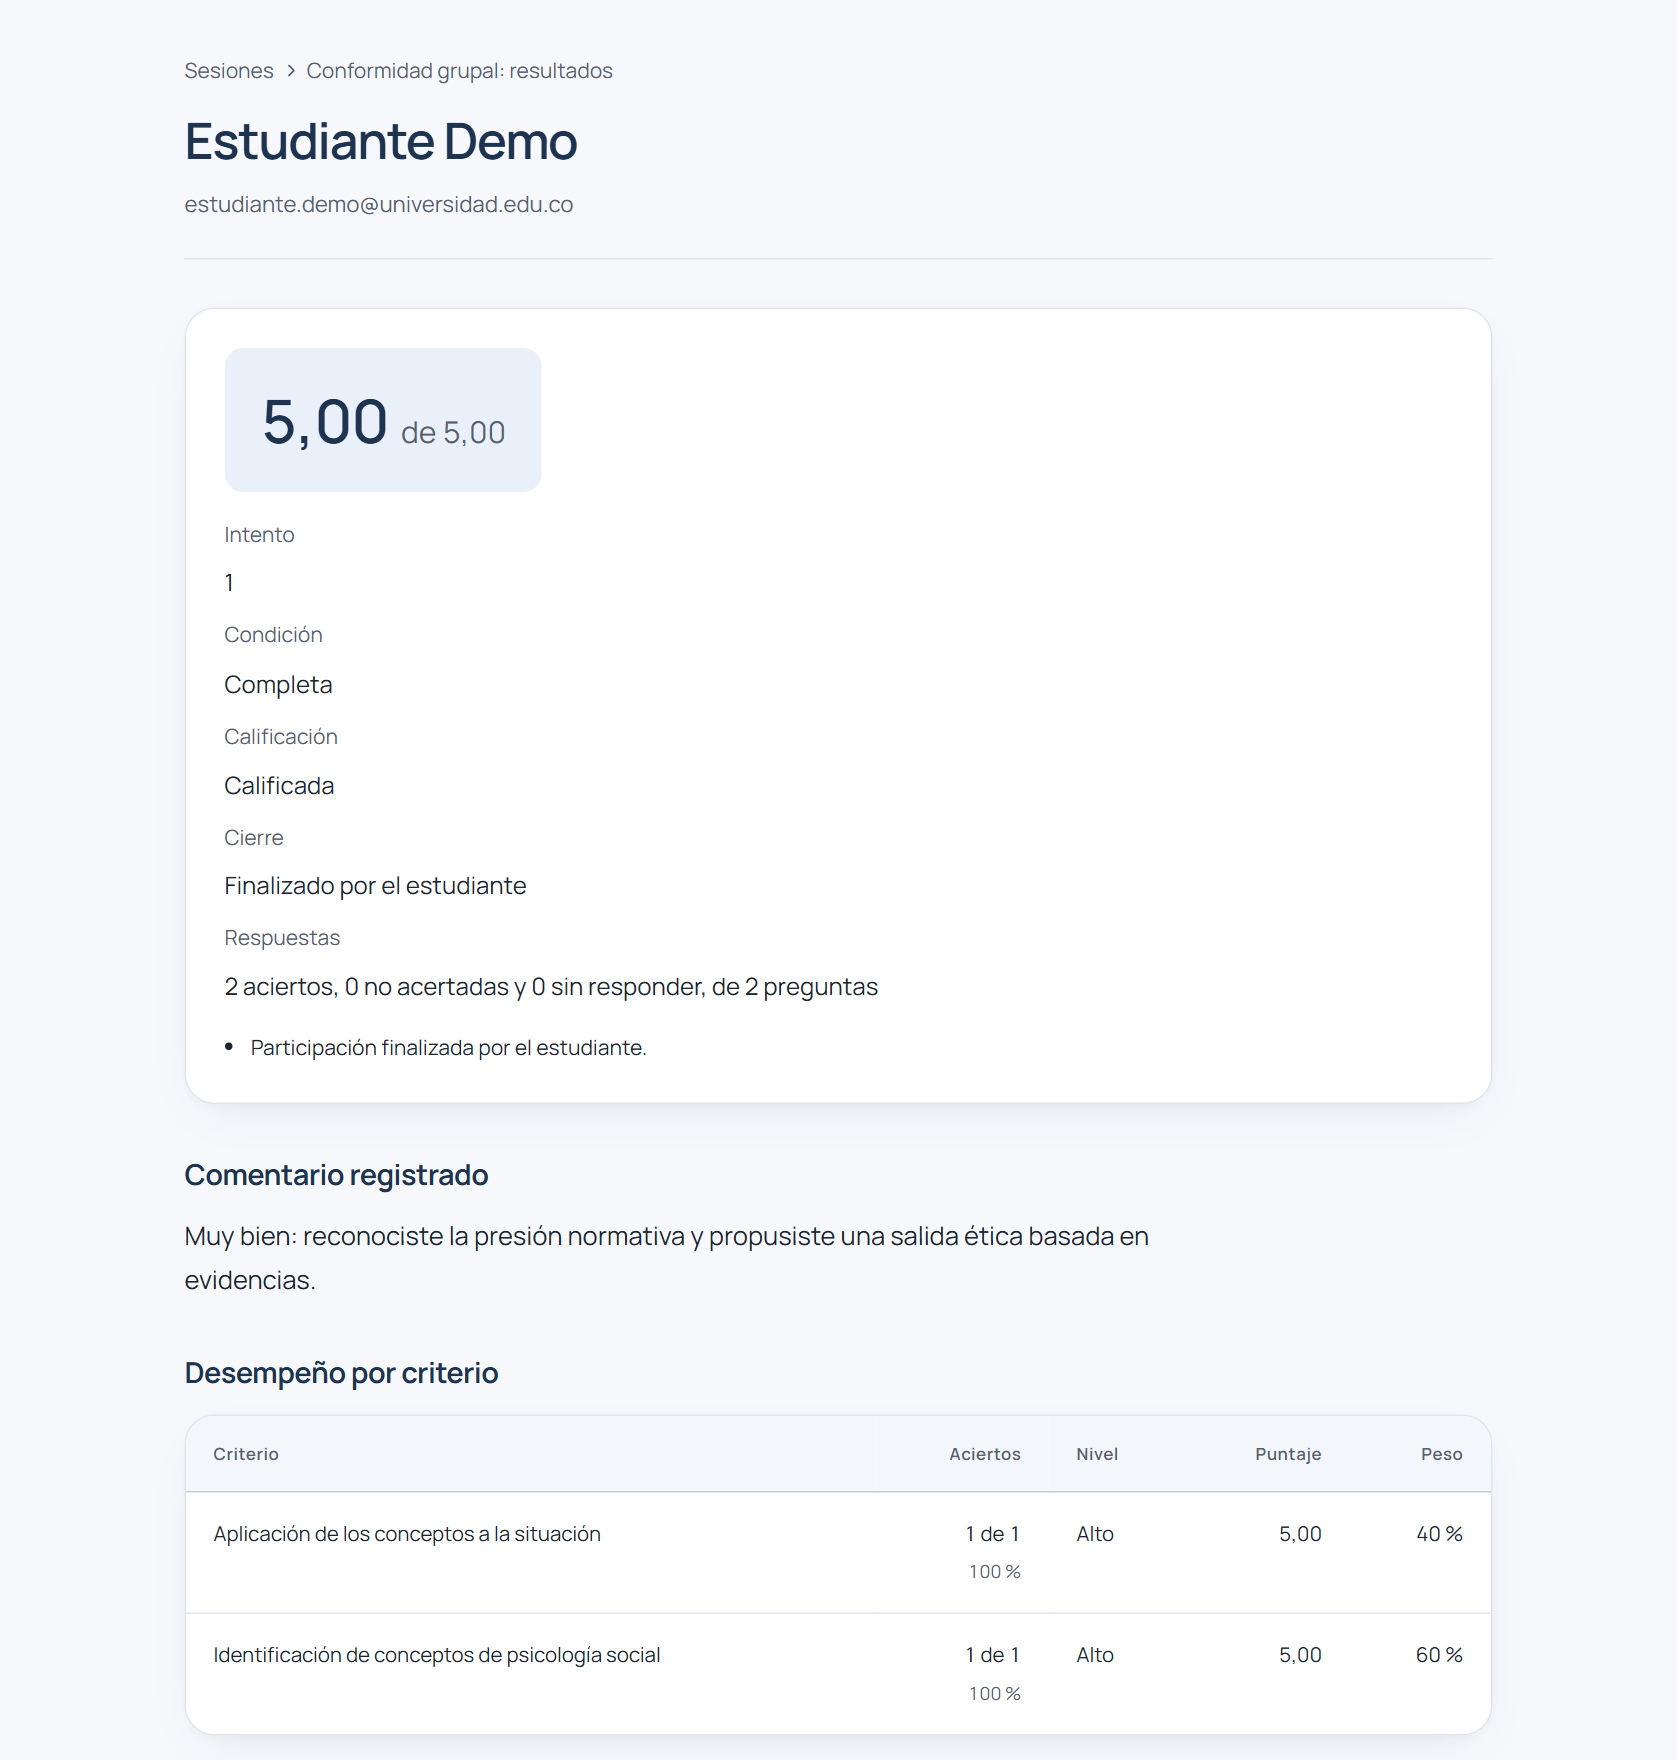 Sesiones > Conformidad grupal: resultados
Estudiante Demo
estudiante.demo@universidad.edu.co
5,00 de 5,00
Intento
1
Condición
Completa
Calificación
Calificada
Cierre
Finalizado por el estudiante
Respuestas
2 aciertos, 0 no acertadas y 0 sin responder, de 2 preguntas
• Participación finalizada por el estudiante.
Comentario registrado
Muy bien: reconociste la presión normativa y propusiste una salida ética basada en
evidencias.
Desempeño por criterio
Criterio Aciertos Nivel Puntaje Peso
Aplicación de los conceptos a la situación 1 de 1 Alto 5,00 40 %
100 %
Identificación de conceptos de psicología social 1 de 1 Alto 5,00 60 %
100 %